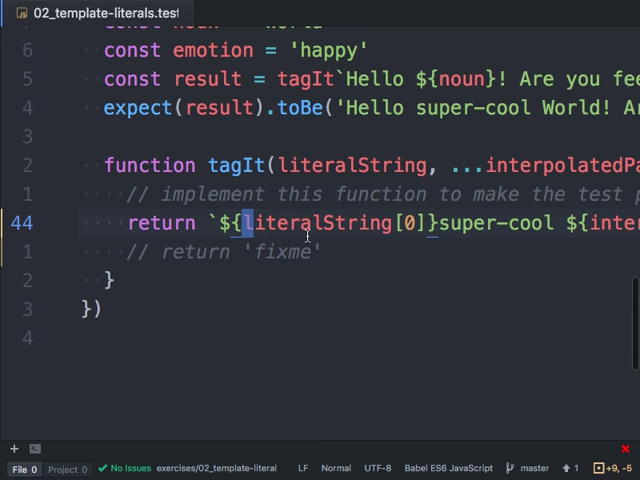 02_template-literals.test
6 const emotion = 'happy'
5 const result = tagIt`Hello ${noun}! Are you fee
4 expect(result).toBe('Hello super-cool World! Ar
3
2 function tagIt(literalString, ...interpolatedPa
1 // implement this function to make the test p
44 return `${literalString[0]}super-cool ${inter
1 // return 'fixme'
2 }
3 })
4
File 0 Project 0 No Issues exercises/02_template-literal LF Normal UTF-8 Babel ES6 JavaScript master 1 +9, -5